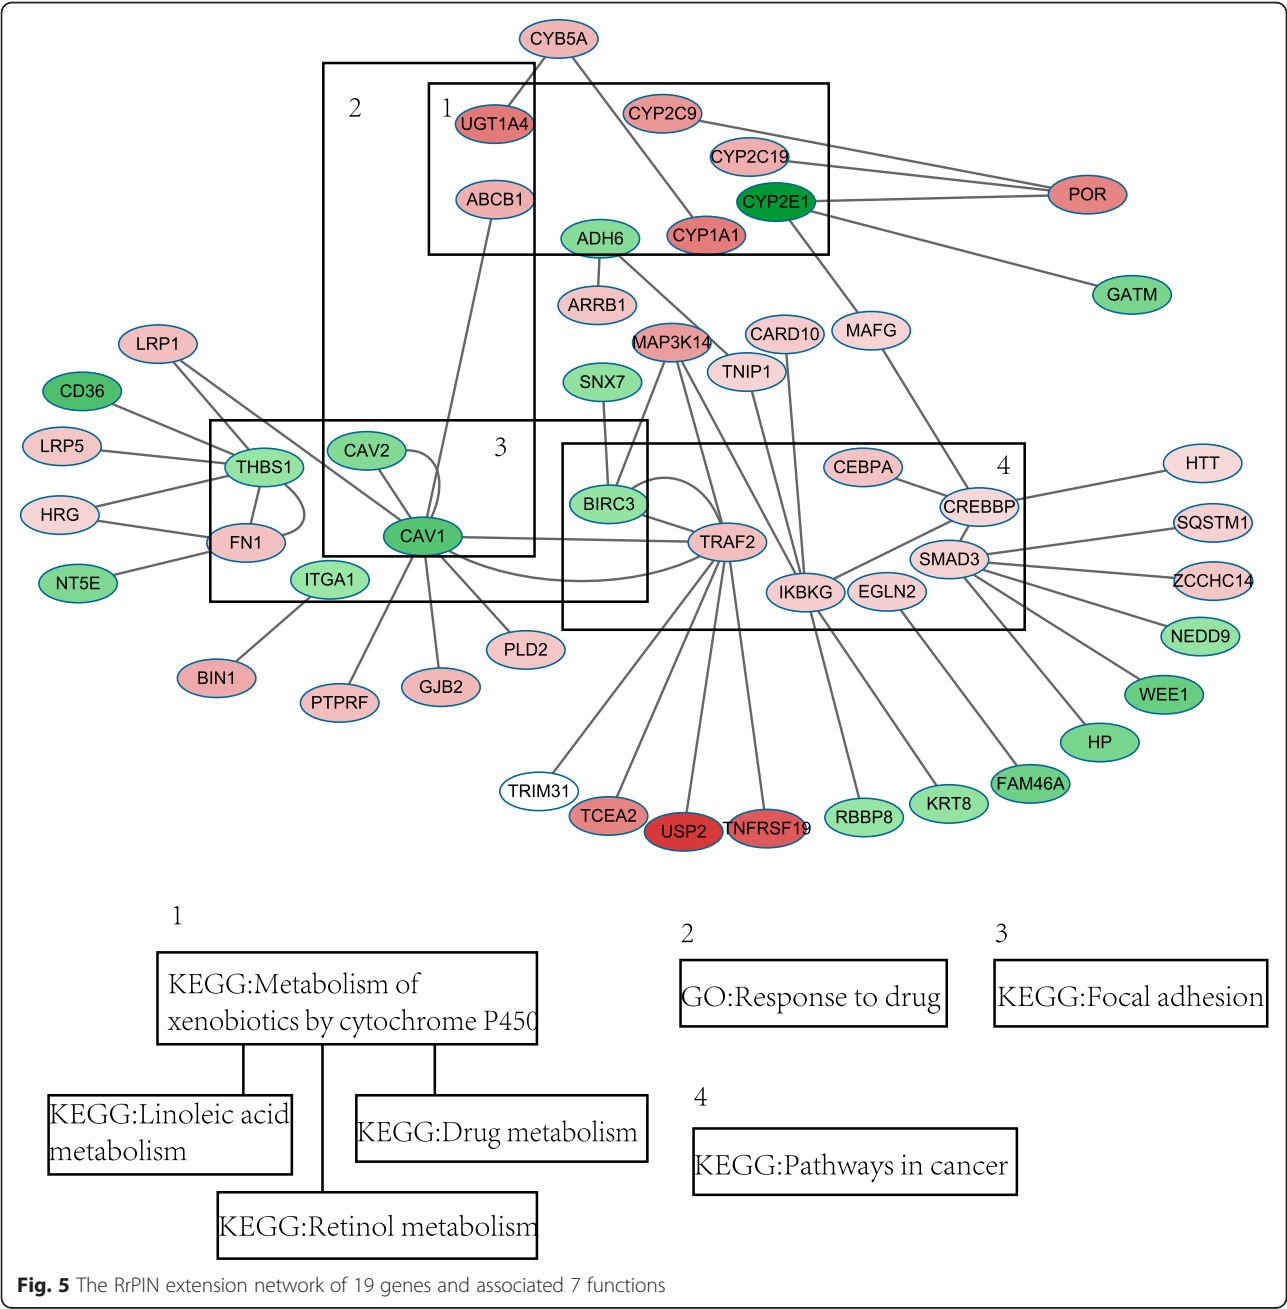 CYB5A
2
1
UGT1A4
CYP2C9
CYP2C19
ABCB1
CYP2E1
POR
ADH6
CYP1A1
GATM
ARRB1
LRP1
MAP3K14
CARD10
MAFG
TNIP1
CD36
SNX7
LRP5
CAV2
3
THBS1
CEBPA
4
HTT
HRG
BIRC3
CREBBP
SQSTM1
FN1
CAV1
TRAF2
SMAD3
NT5E
ITGA1
IKBKG
EGLN2
ZCCHC14
NEDD9
BIN1
PLD2
PTPRF
GJB2
WEE1
HP
TRIM31
FAM46A
TCEA2
USP2
TNFRSF19
RBBP8
KRT8
1
KEGG:Metabolism of
xenobiotics by cytochrome P450
KEGG:Linoleic acid
metabolism
KEGG:Drug metabolism
KEGG:Retinol metabolism
2
GO:Response to drug
3
KEGG:Focal adhesion
4
KEGG:Pathways in cancer
Fig. 5 The RrPIN extension network of 19 genes and associated 7 functions